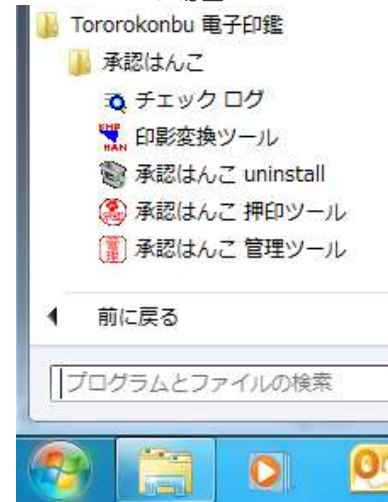 Tororokonbu 電子印鑑
承認はんこ
チェック ログ
印影変換ツール
承認はんこ uninstall
承認はんこ 押印ツール
承認はんこ 管理ツール
前に戻る
プログラムとファイルの検索